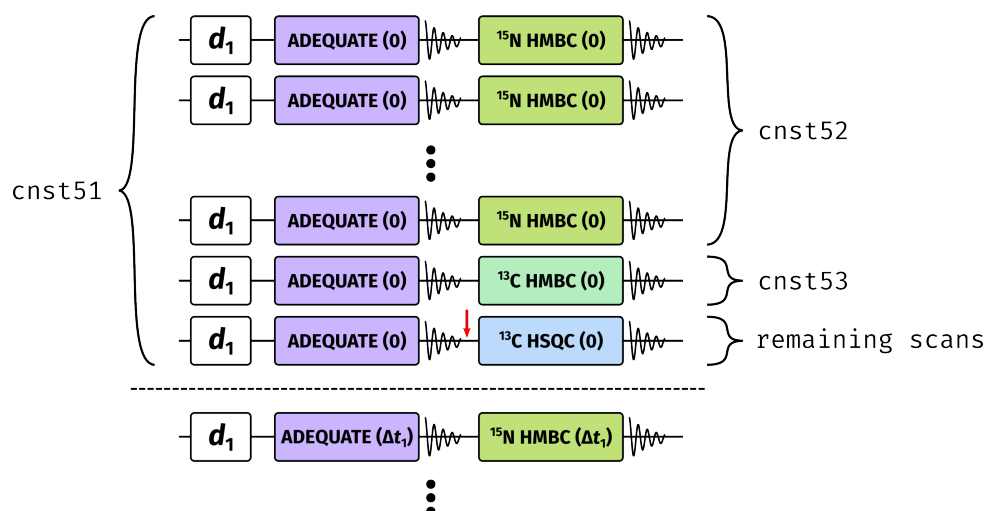 d₁ ADEQUATE (0) ¹⁵N HMBC (0)
d₁ ADEQUATE (0) ¹⁵N HMBC (0)
cnst52
cnst51
d₁ ADEQUATE (0) ¹⁵N HMBC (0)
d₁ ADEQUATE (0) ¹³C HMBC (0) cnst53
d₁ ADEQUATE (0) ¹³C HSQC (0) remaining scans
d₁ ADEQUATE (Δt₁) ¹⁵N HMBC (Δt₁)